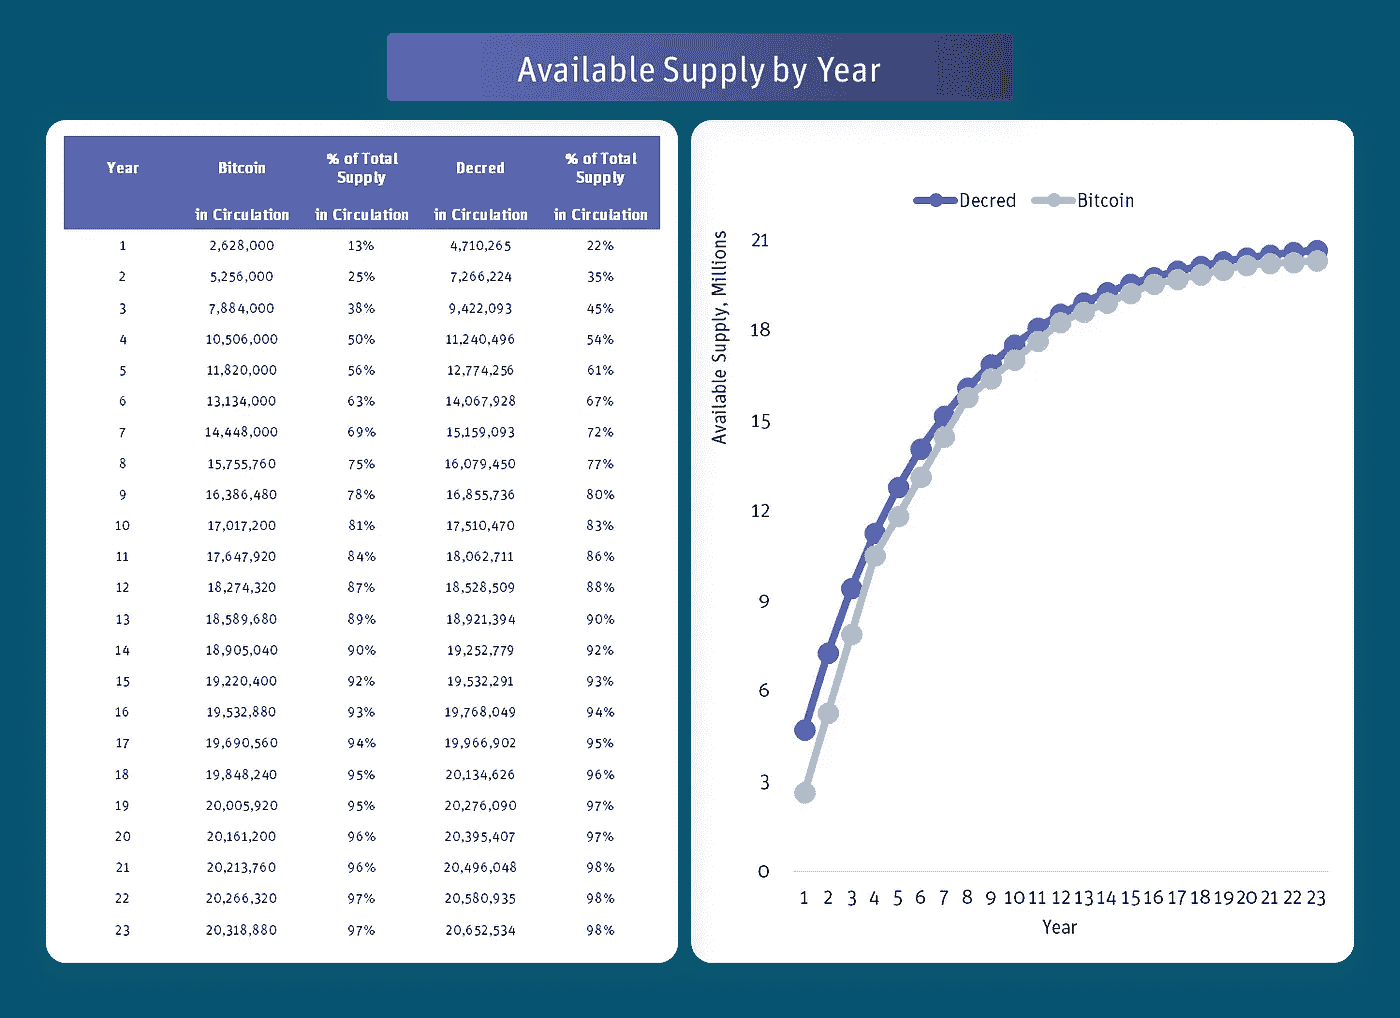 Available Supply by Year
Year Bitcoin % of Total Supply Decred % of Total Supply
in Circulation in Circulation in Circulation in Circulation
1 2,628,000 13% 4,710,265 22%
2 5,256,000 25% 7,266,224 35%
3 7,884,000 38% 9,422,093 45%
4 10,506,000 50% 11,240,496 54%
5 11,820,000 56% 12,774,256 61%
6 13,134,000 63% 14,067,928 67%
7 14,448,000 69% 15,159,093 72%
8 15,755,760 75% 16,079,450 77%
9 16,386,480 78% 16,855,736 80%
10 17,017,200 81% 17,510,470 83%
11 17,647,920 84% 18,062,711 86%
12 18,274,320 87% 18,528,509 88%
13 18,589,680 89% 18,921,394 90%
14 18,905,040 90% 19,252,779 92%
15 19,220,400 92% 19,532,291 93%
16 19,532,880 93% 19,768,049 94%
17 19,690,560 94% 19,966,902 95%
18 19,848,240 95% 20,134,626 96%
19 20,005,920 95% 20,276,090 97%
20 20,161,200 96% 20,395,407 97%
21 20,213,760 96% 20,496,048 98%
22 20,266,320 97% 20,580,935 98%
23 20,318,880 97% 20,652,534 98%
Decred Bitcoin
Available Supply, Millions
21
18
15
12
9
6
3
0
1 2 3 4 5 6 7 8 9 10 11 12 13 14 15 16 17 18 19 20 21 22 23
Year